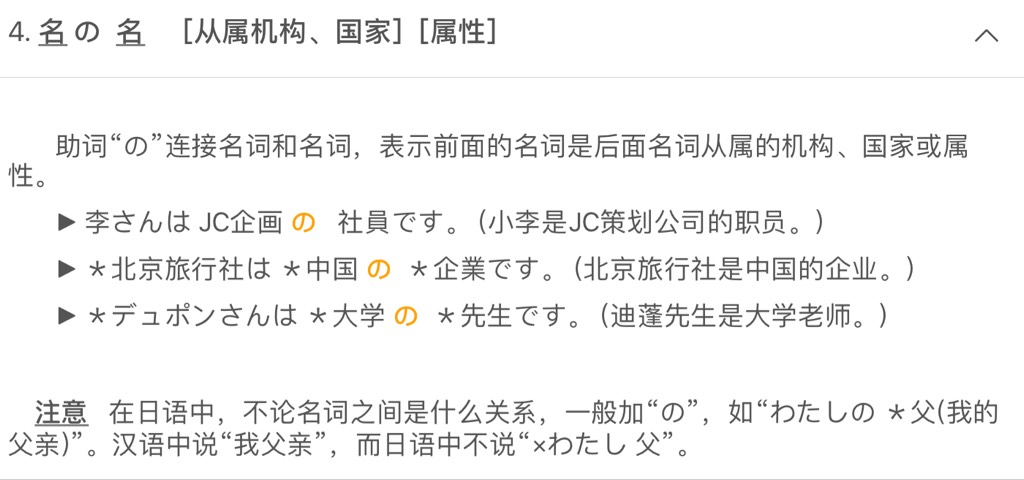 4. 名 の 名 ［从属机构、国家］［属性］
助词“の”连接名词和名词，表示前面的名词是后面名词从属的机构、国家或属
性。
▶ 李さんは JC企画 の 社員です。（小李是JC策划公司的职员。）
▶ ＊北京旅行社は ＊中国 の ＊企業です。（北京旅行社是中国的企业。）
▶ ＊デュポンさんは ＊大学 の ＊先生です。（迪蓬先生是大学老师。）
注意 在日语中，不论名词之间是什么关系，一般加“の”，如“わたしの ＊父(我的
父亲)”。汉语中说“我父亲”，而日语中不说“×わたし 父”。